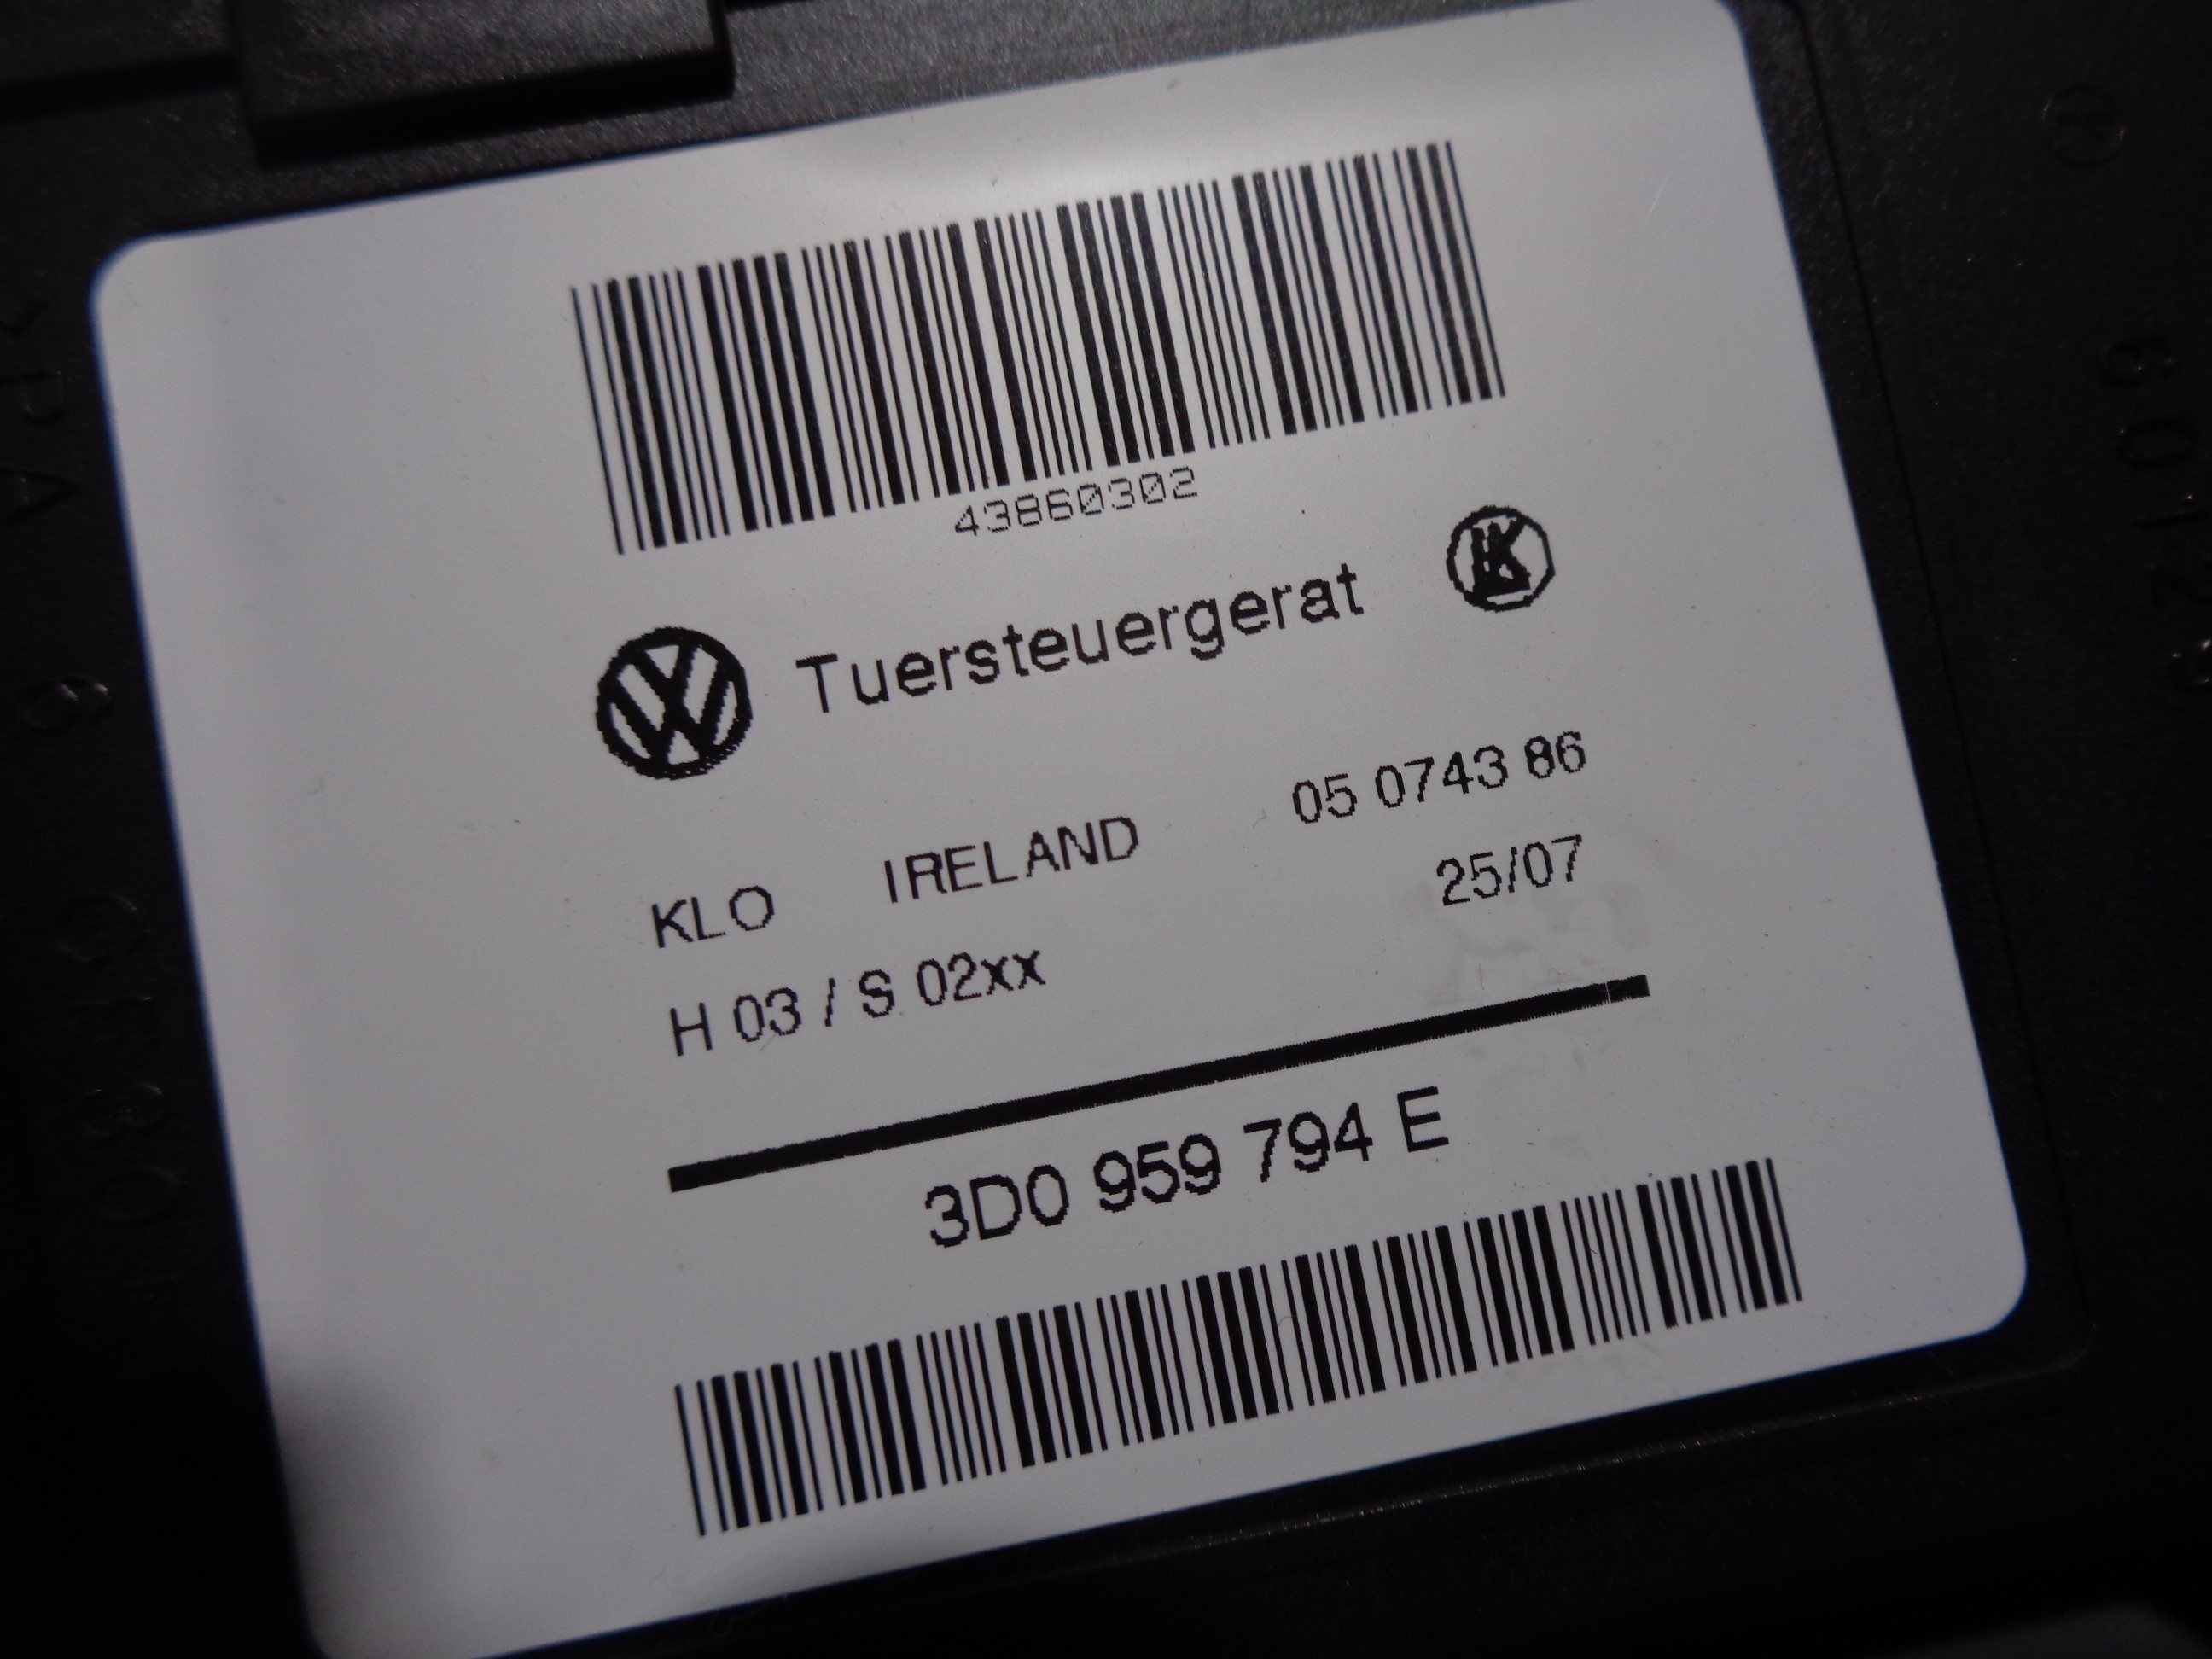 43860302
Tuersteuergerat
KLO IRELAND 05 0743 86
H 03 / S 02xx 25/07
3D0 959 794 E